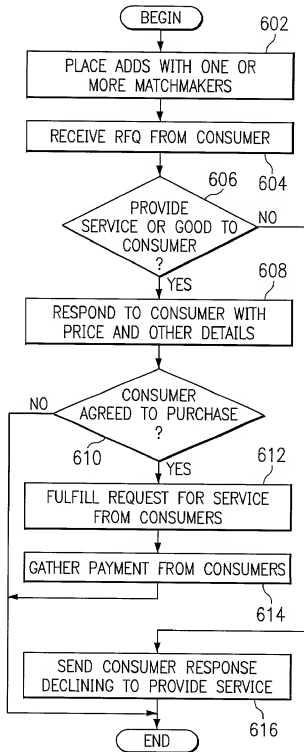 BEGIN
602
PLACE ADDS WITH ONE OR
MORE MATCHMAKERS
RECEIVE RFQ FROM CONSUMER
604
606
PROVIDE
SERVICE OR GOOD TO
CONSUMER
?
NO
YES
608
RESPOND TO CONSUMER WITH
PRICE AND OTHER DETAILS
NO
CONSUMER
AGREED TO PURCHASE
?
610
YES
612
FULFILL REQUEST FOR SERVICE
FROM CONSUMERS
GATHER PAYMENT FROM CONSUMERS
614
SEND CONSUMER RESPONSE
DECLINING TO PROVIDE SERVICE
616
END